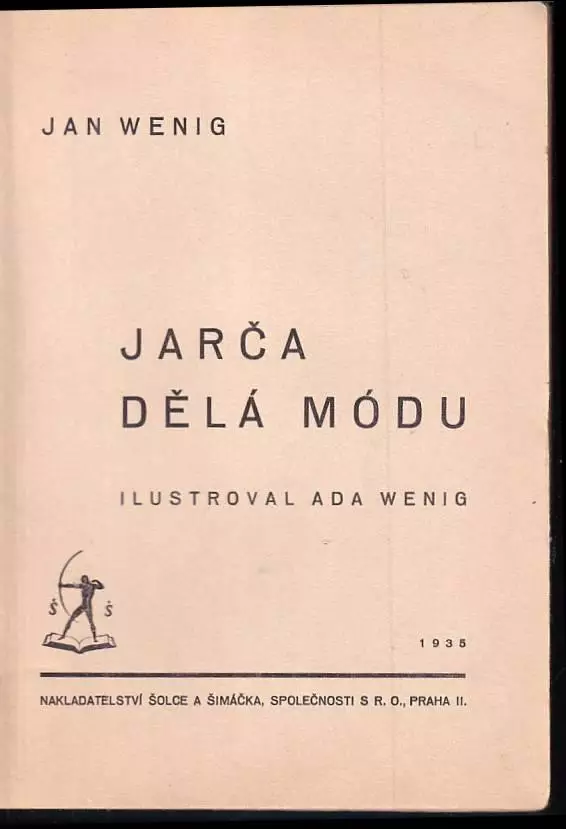 JAN WENIG
JARČA
DĚLÁ MÓDU
ILUSTROVAL ADA WENIG
Š Š
1935
NAKLADATELSTVÍ ŠOLCE A ŠIMÁČKA, SPOLEČNOSTI S R. O., PRAHA II.